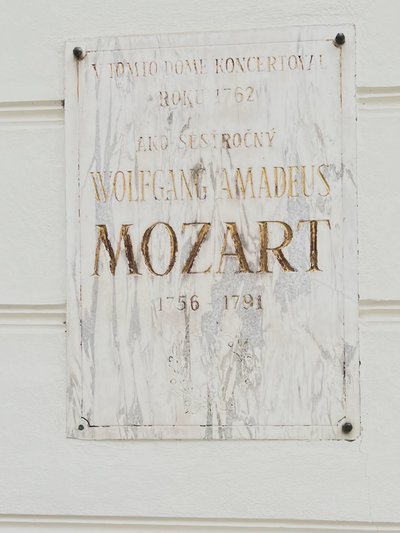 V TOMTO DOME KONCERTOVAL
ROKU 1762
AKO ŠESŤROČNÝ
WOLFGANG AMADEUS
MOZART
1756 1791